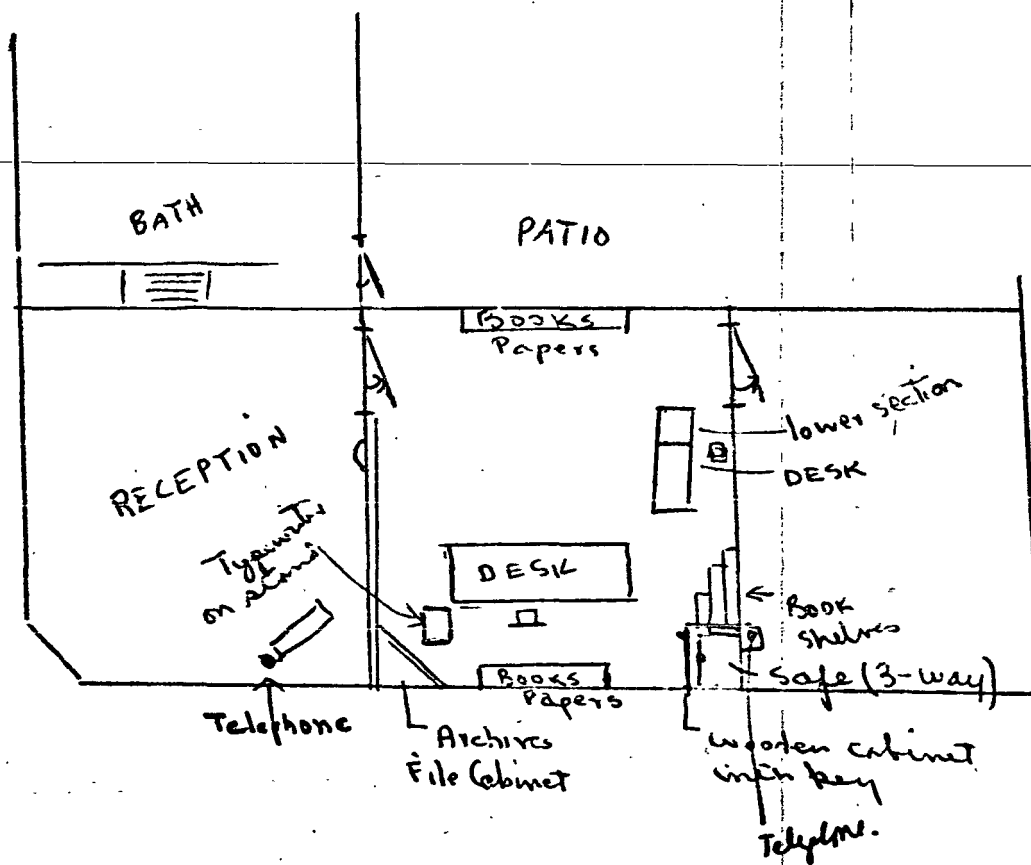 BATH
PATIO
Books
Papers
lower section
DESK
RECEPTION
Typewriter
on stand
DESK
Book
shelves
Safe (3-way)
Books
Papers
Telephone
Archives
File Cabinet
wooden cabinet
with key
Telephone.